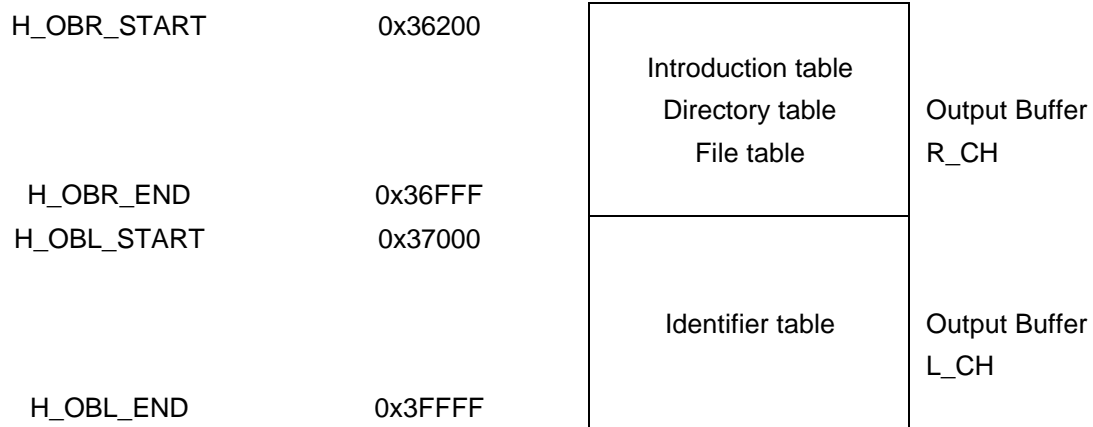 H_OBR_START 0x36200
Introduction table
Directory table Output Buffer
File table R_CH
H_OBR_END 0x36FFF
H_OBL_START 0x37000
Identifier table Output Buffer
L_CH
H_OBL_END 0x3FFFF